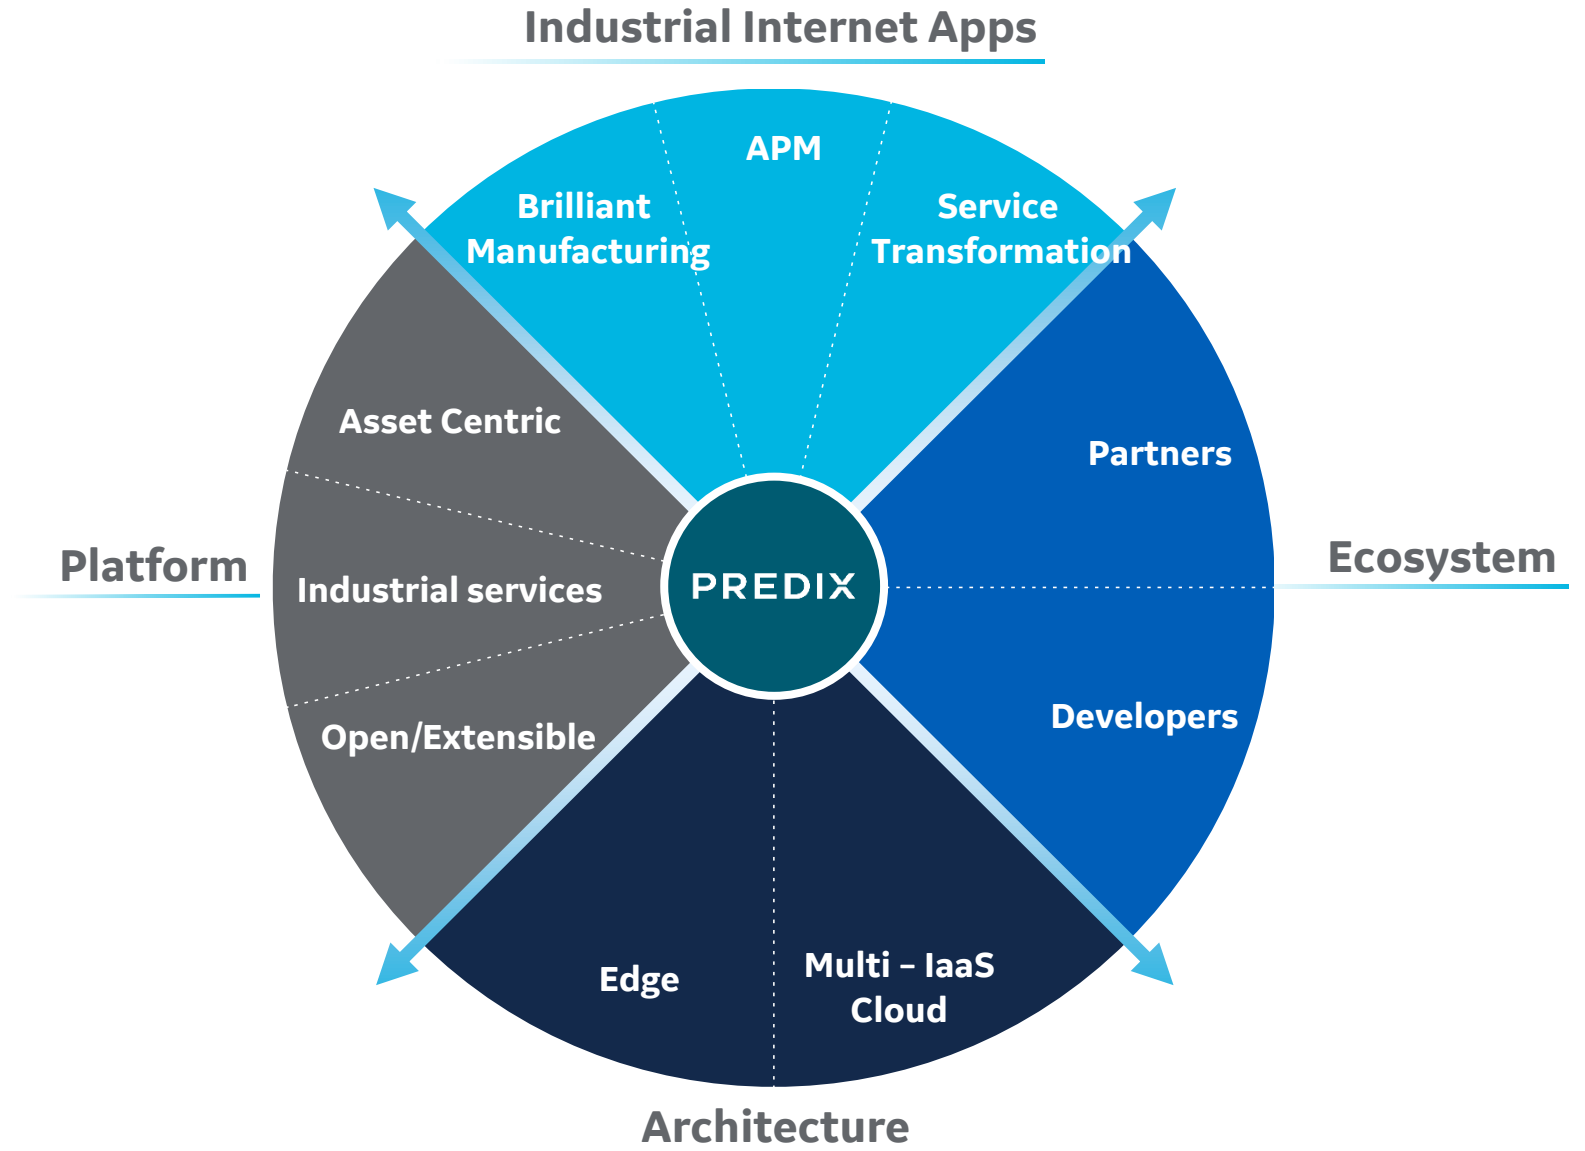 Industrial Internet Apps
APM
Brilliant
Manufacturing
Service
Transformation
Asset Centric
Partners
Platform
Industrial services
PREDIX
Ecosystem
Open/Extensible
Developers
Edge
Multi – IaaS
Cloud
Architecture